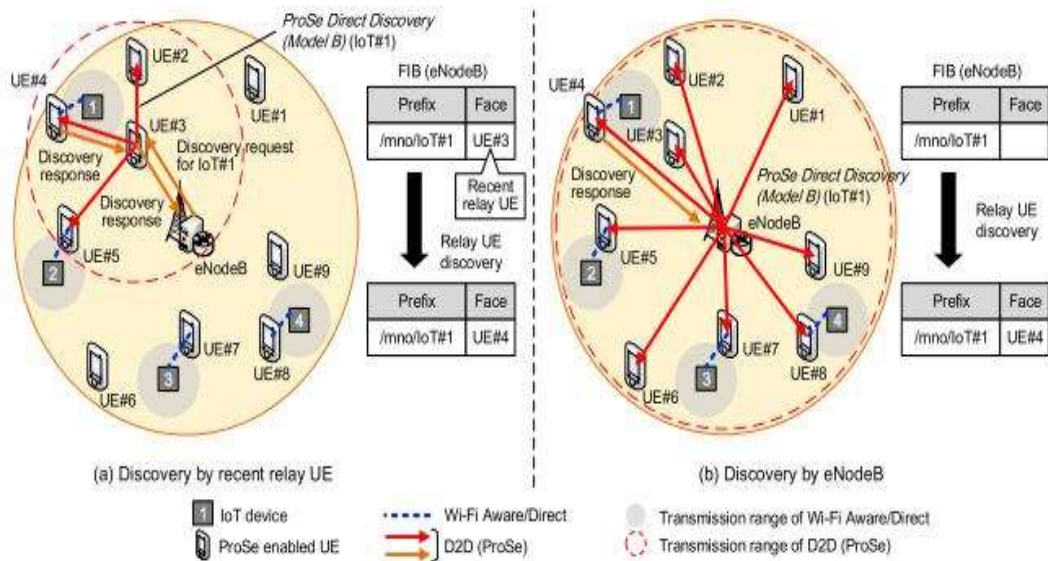 ProSe Direct Discovery
(Model B) (IoT#1)
UE#4
UE#2
UE#1
1
UE#3
Discovery request
for IoT#1
Discovery
response
Discovery
response
UE#5
2
eNodeB
UE#9
4
UE#7
UE#8
3
UE#6
FIB (eNodeB)
Prefix Face
/mno/IoT#1 UE#3
Recent
relay UE
Relay UE
discovery
Prefix Face
/mno/IoT#1 UE#4
(a) Discovery by recent relay UE
UE#4
UE#2
UE#1
1
UE#3
Discovery
response
ProSe Direct Discovery
(Model B) (IoT#1)
eNodeB
UE#5
2
UE#9
4
UE#7
UE#8
3
UE#6
FIB (eNodeB)
Prefix Face
/mno/IoT#1
Relay UE
discovery
Prefix Face
/mno/IoT#1 UE#4
(b) Discovery by eNodeB
1 IoT device
ProSe enabled UE
Wi-Fi Aware/Direct
D2D (ProSe)
Transmission range of Wi-Fi Aware/Direct
Transmission range of D2D (ProSe)